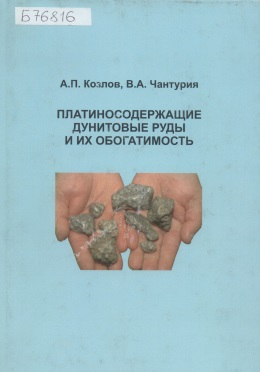 Б76816
А.П. Козлов, В.А. Чантурия
ПЛАТИНОСОДЕРЖАЩИЕ
ДУНИТОВЫЕ РУДЫ
И ИХ ОБОГАТИМОСТЬ